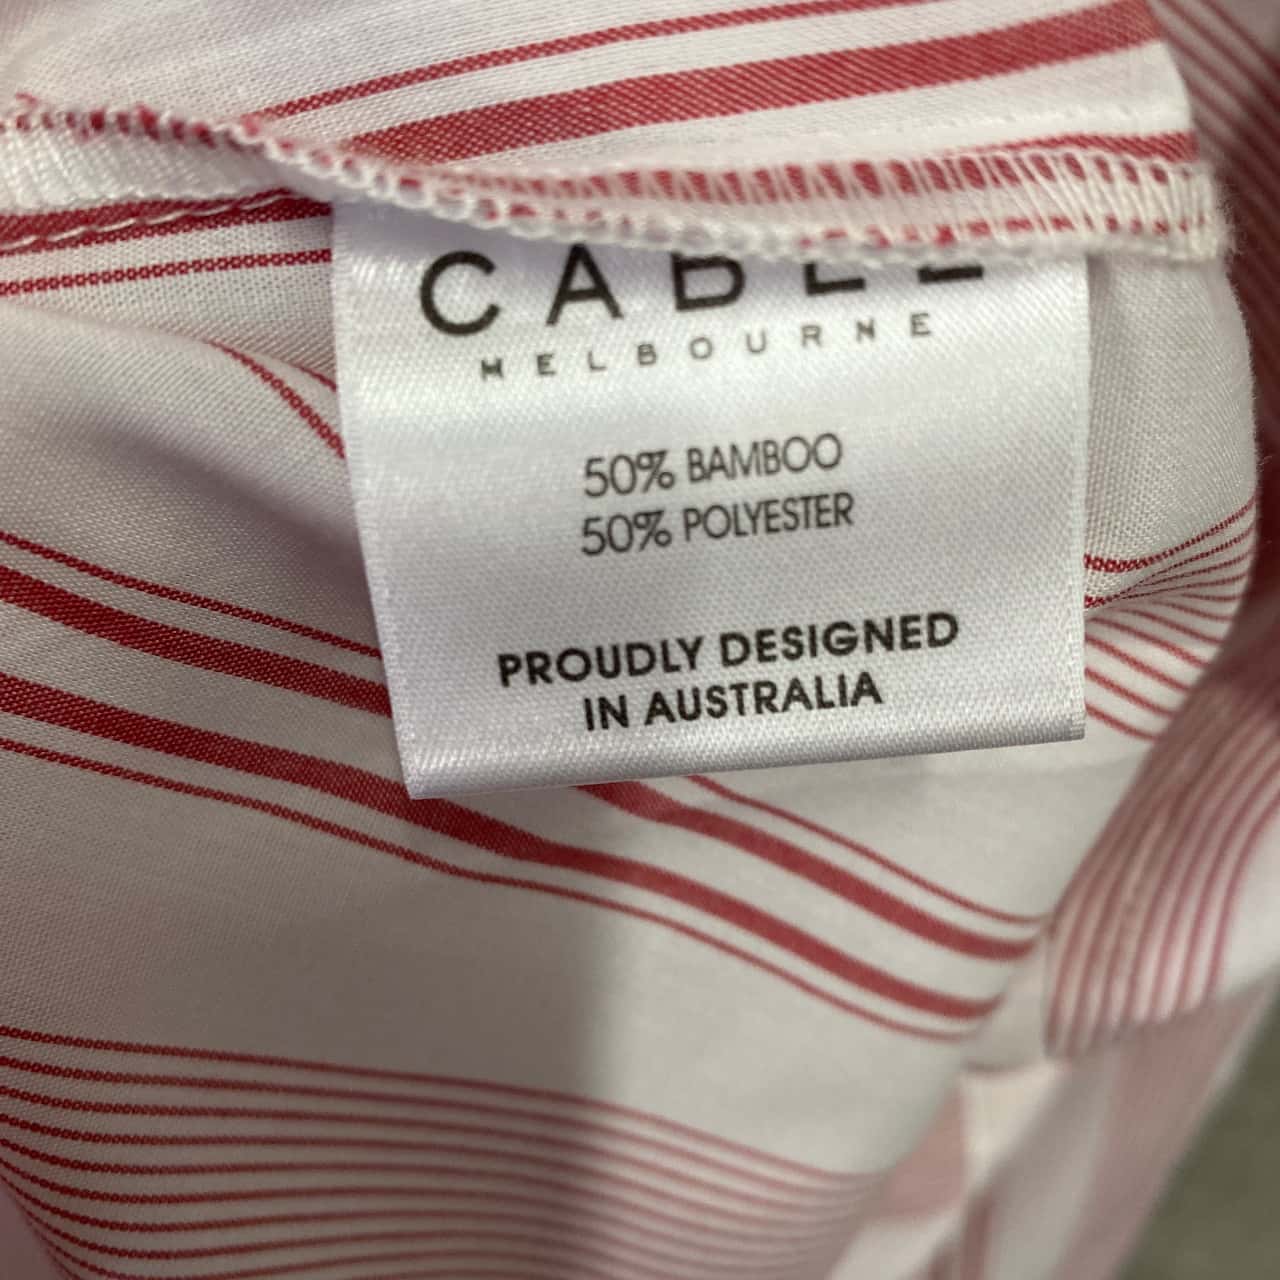 CABLE
MELBOURNE
50% BAMBOO
50% POLYESTER
PROUDLY DESIGNED
IN AUSTRALIA